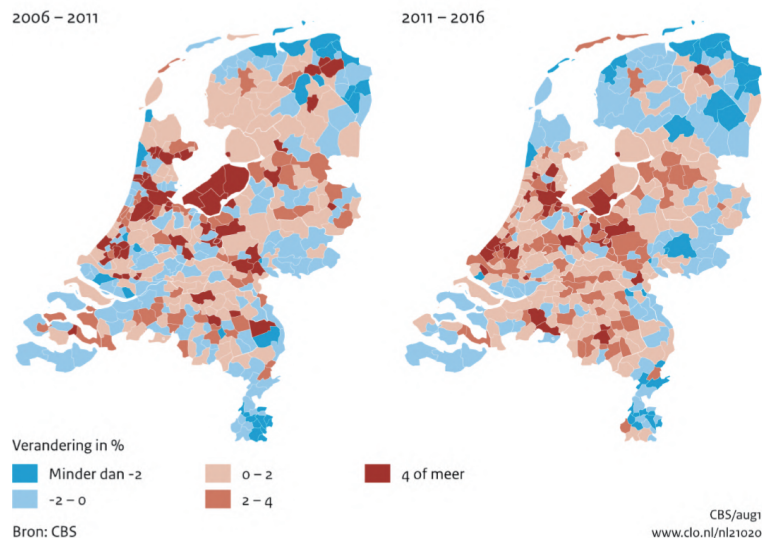 2006 – 2011
2011 – 2016
Verandering in %
Minder dan -2
-2 – 0
0 – 2
2 – 4
4 of meer
Bron: CBS
CBS/aug1
www.clo.nl/nl21020